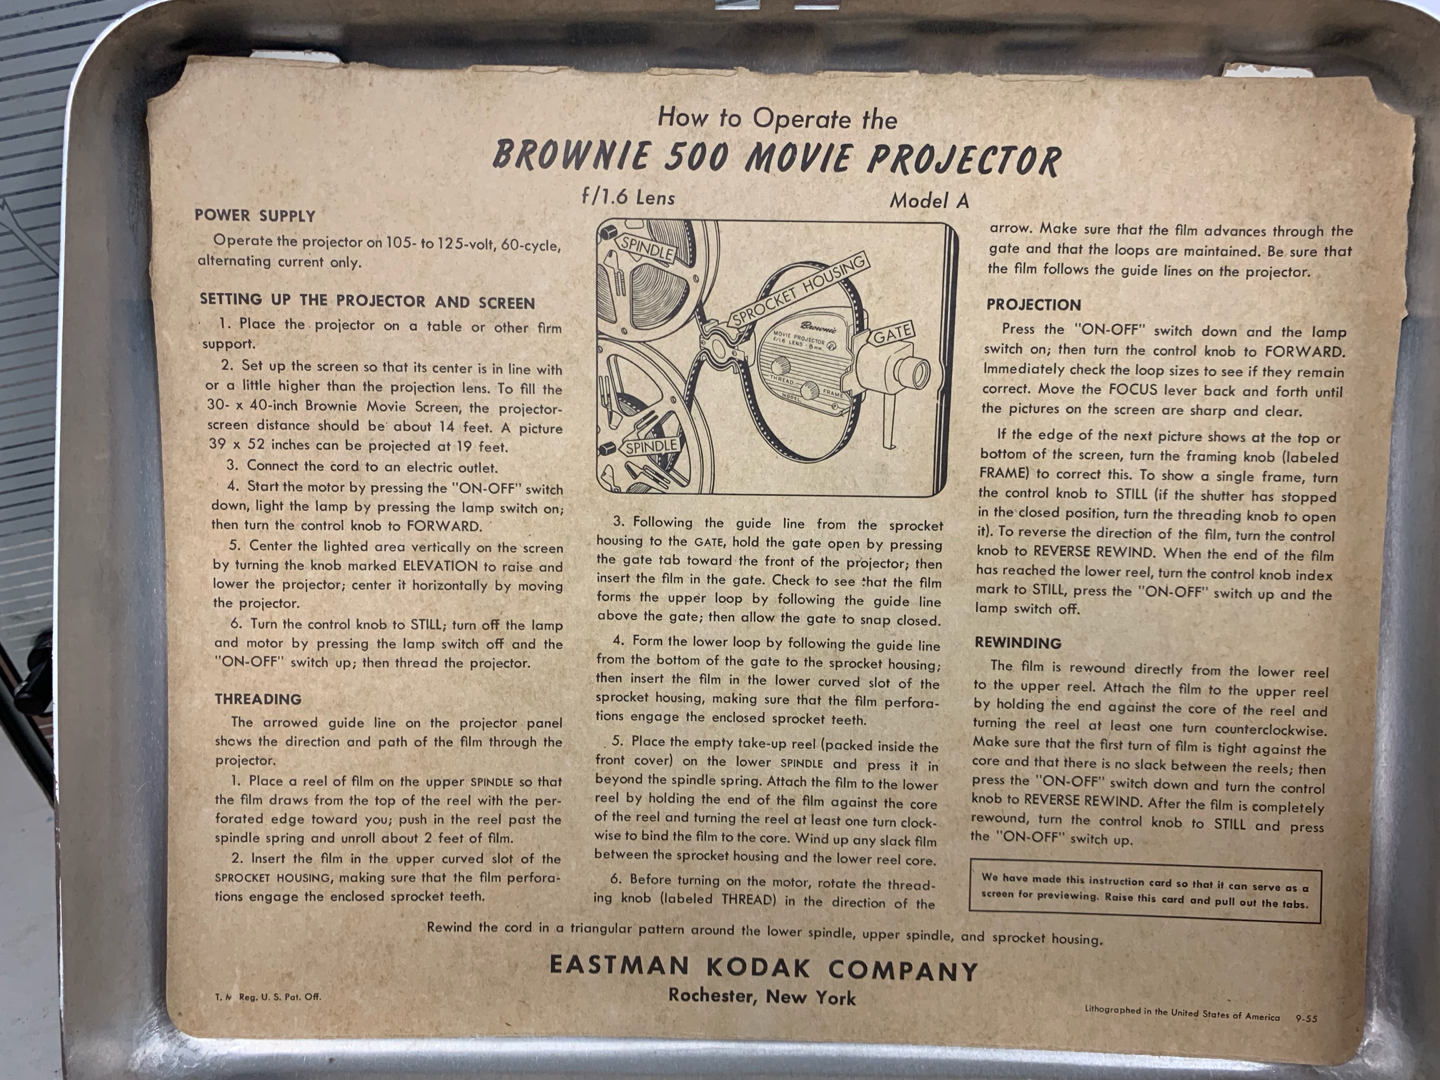 How to Operate the
BROWNIE 500 MOVIE PROJECTOR
f/1.6 Lens
Model A
POWER SUPPLY
Operate the projector on 105- to 125-volt, 60-cycle,
alternating current only.
SETTING UP THE PROJECTOR AND SCREEN
1. Place the projector on a table or other firm
support.
2. Set up the screen so that its center is in line with
or a little higher than the projection lens. To fill the
30- x 40-inch Brownie Movie Screen, the projector-
screen distance should be about 14 feet. A picture
39 x 52 inches can be projected at 19 feet.
3. Connect the cord to an electric outlet.
4. Start the motor by pressing the "ON-OFF" switch
down, light the lamp by pressing the lamp switch on;
then turn the control knob to FORWARD.
5. Center the lighted area vertically on the screen
by turning the knob marked ELEVATION to raise and
lower the projector; center it horizontally by moving
the projector.
6. Turn the control knob to STILL; turn off the lamp
and motor by pressing the lamp switch off and the
"ON-OFF" switch up; then thread the projector.
THREADING
The arrowed guide line on the projector panel
shows the direction and path of the film through the
projector.
1. Place a reel of film on the upper SPINDLE so that
the film draws from the top of the reel with the per-
forated edge toward you; push in the reel past the
spindle spring and unroll about 2 feet of film.
2. Insert the film in the upper curved slot of the
SPROCKET HOUSING, making sure that the film perfora-
tions engage the enclosed sprocket teeth.
SPINDLE
SPROCKET HOUSING
GATE
Brownie
MOVIE PROJECTOR
f/1.6 LENS - 8mm
THREAD
FRAME
MODEL
SPINDLE
3. Following the guide line from the sprocket
housing to the GATE, hold the gate open by pressing
the gate tab toward the front of the projector; then
insert the film in the gate. Check to see that the film
forms the upper loop by following the guide line
above the gate; then allow the gate to snap closed.
4. Form the lower loop by following the guide line
from the bottom of the gate to the sprocket housing;
then insert the film in the lower curved slot of the
sprocket housing, making sure that the film perfora-
tions engage the enclosed sprocket teeth.
5. Place the empty take-up reel (packed inside the
front cover) on the lower SPINDLE and press it in
beyond the spindle spring. Attach the film to the lower
reel by holding the end of the film against the core
of the reel and turning the reel at least one turn clock-
wise to bind the film to the core. Wind up any slack film
between the sprocket housing and the lower reel core.
6. Before turning on the motor, rotate the thread-
ing knob (labeled THREAD) in the direction of the
arrow. Make sure that the film advances through the
gate and that the loops are maintained. Be sure that
the film follows the guide lines on the projector.
PROJECTION
Press the "ON-OFF" switch down and the lamp
switch on; then turn the control knob to FORWARD.
Immediately check the loop sizes to see if they remain
correct. Move the FOCUS lever back and forth until
the pictures on the screen are sharp and clear.
If the edge of the next picture shows at the top or
bottom of the screen, turn the framing knob (labeled
FRAME) to correct this. To show a single frame, turn
the control knob to STILL (if the shutter has stopped
in the closed position, turn the threading knob to open
it). To reverse the direction of the film, turn the control
knob to REVERSE REWIND. When the end of the film
has reached the lower reel, turn the control knob index
mark to STILL, press the "ON-OFF" switch up and the
lamp switch off.
REWINDING
The film is rewound directly from the lower reel
to the upper reel. Attach the film to the upper reel
by holding the end against the core of the reel and
turning the reel at least one turn counterclockwise.
Make sure that the first turn of film is tight against the
core and that there is no slack between the reels; then
press the "ON-OFF" switch down and turn the control
knob to REVERSE REWIND. After the film is completely
rewound, turn the control knob to STILL and press
the "ON-OFF" switch up.
We have made this instruction card so that it can serve as a
screen for previewing. Raise this card and pull out the tabs.
Rewind the cord in a triangular pattern around the lower spindle, upper spindle, and sprocket housing.
EASTMAN KODAK COMPANY
Rochester, New York
T. M Reg. U. S. Pat. Off.
Lithographed in the United States of America 9-55